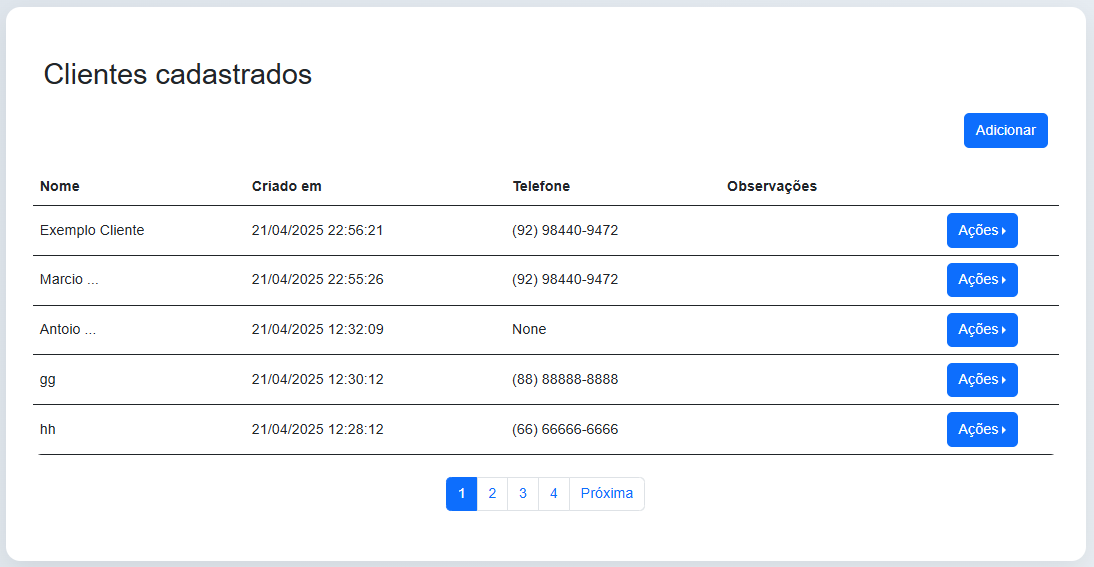 Clientes cadastrados
Adicionar
Nome Criado em Telefone Observações
Exemplo Cliente 21/04/2025 22:56:21 (92) 98440-9472 Ações
Marcio ... 21/04/2025 22:55:26 (92) 98440-9472 Ações
Antoio ... 21/04/2025 12:32:09 None Ações
gg 21/04/2025 12:30:12 (88) 88888-8888 Ações
hh 21/04/2025 12:28:12 (66) 66666-6666 Ações
1 2 3 4 Próxima